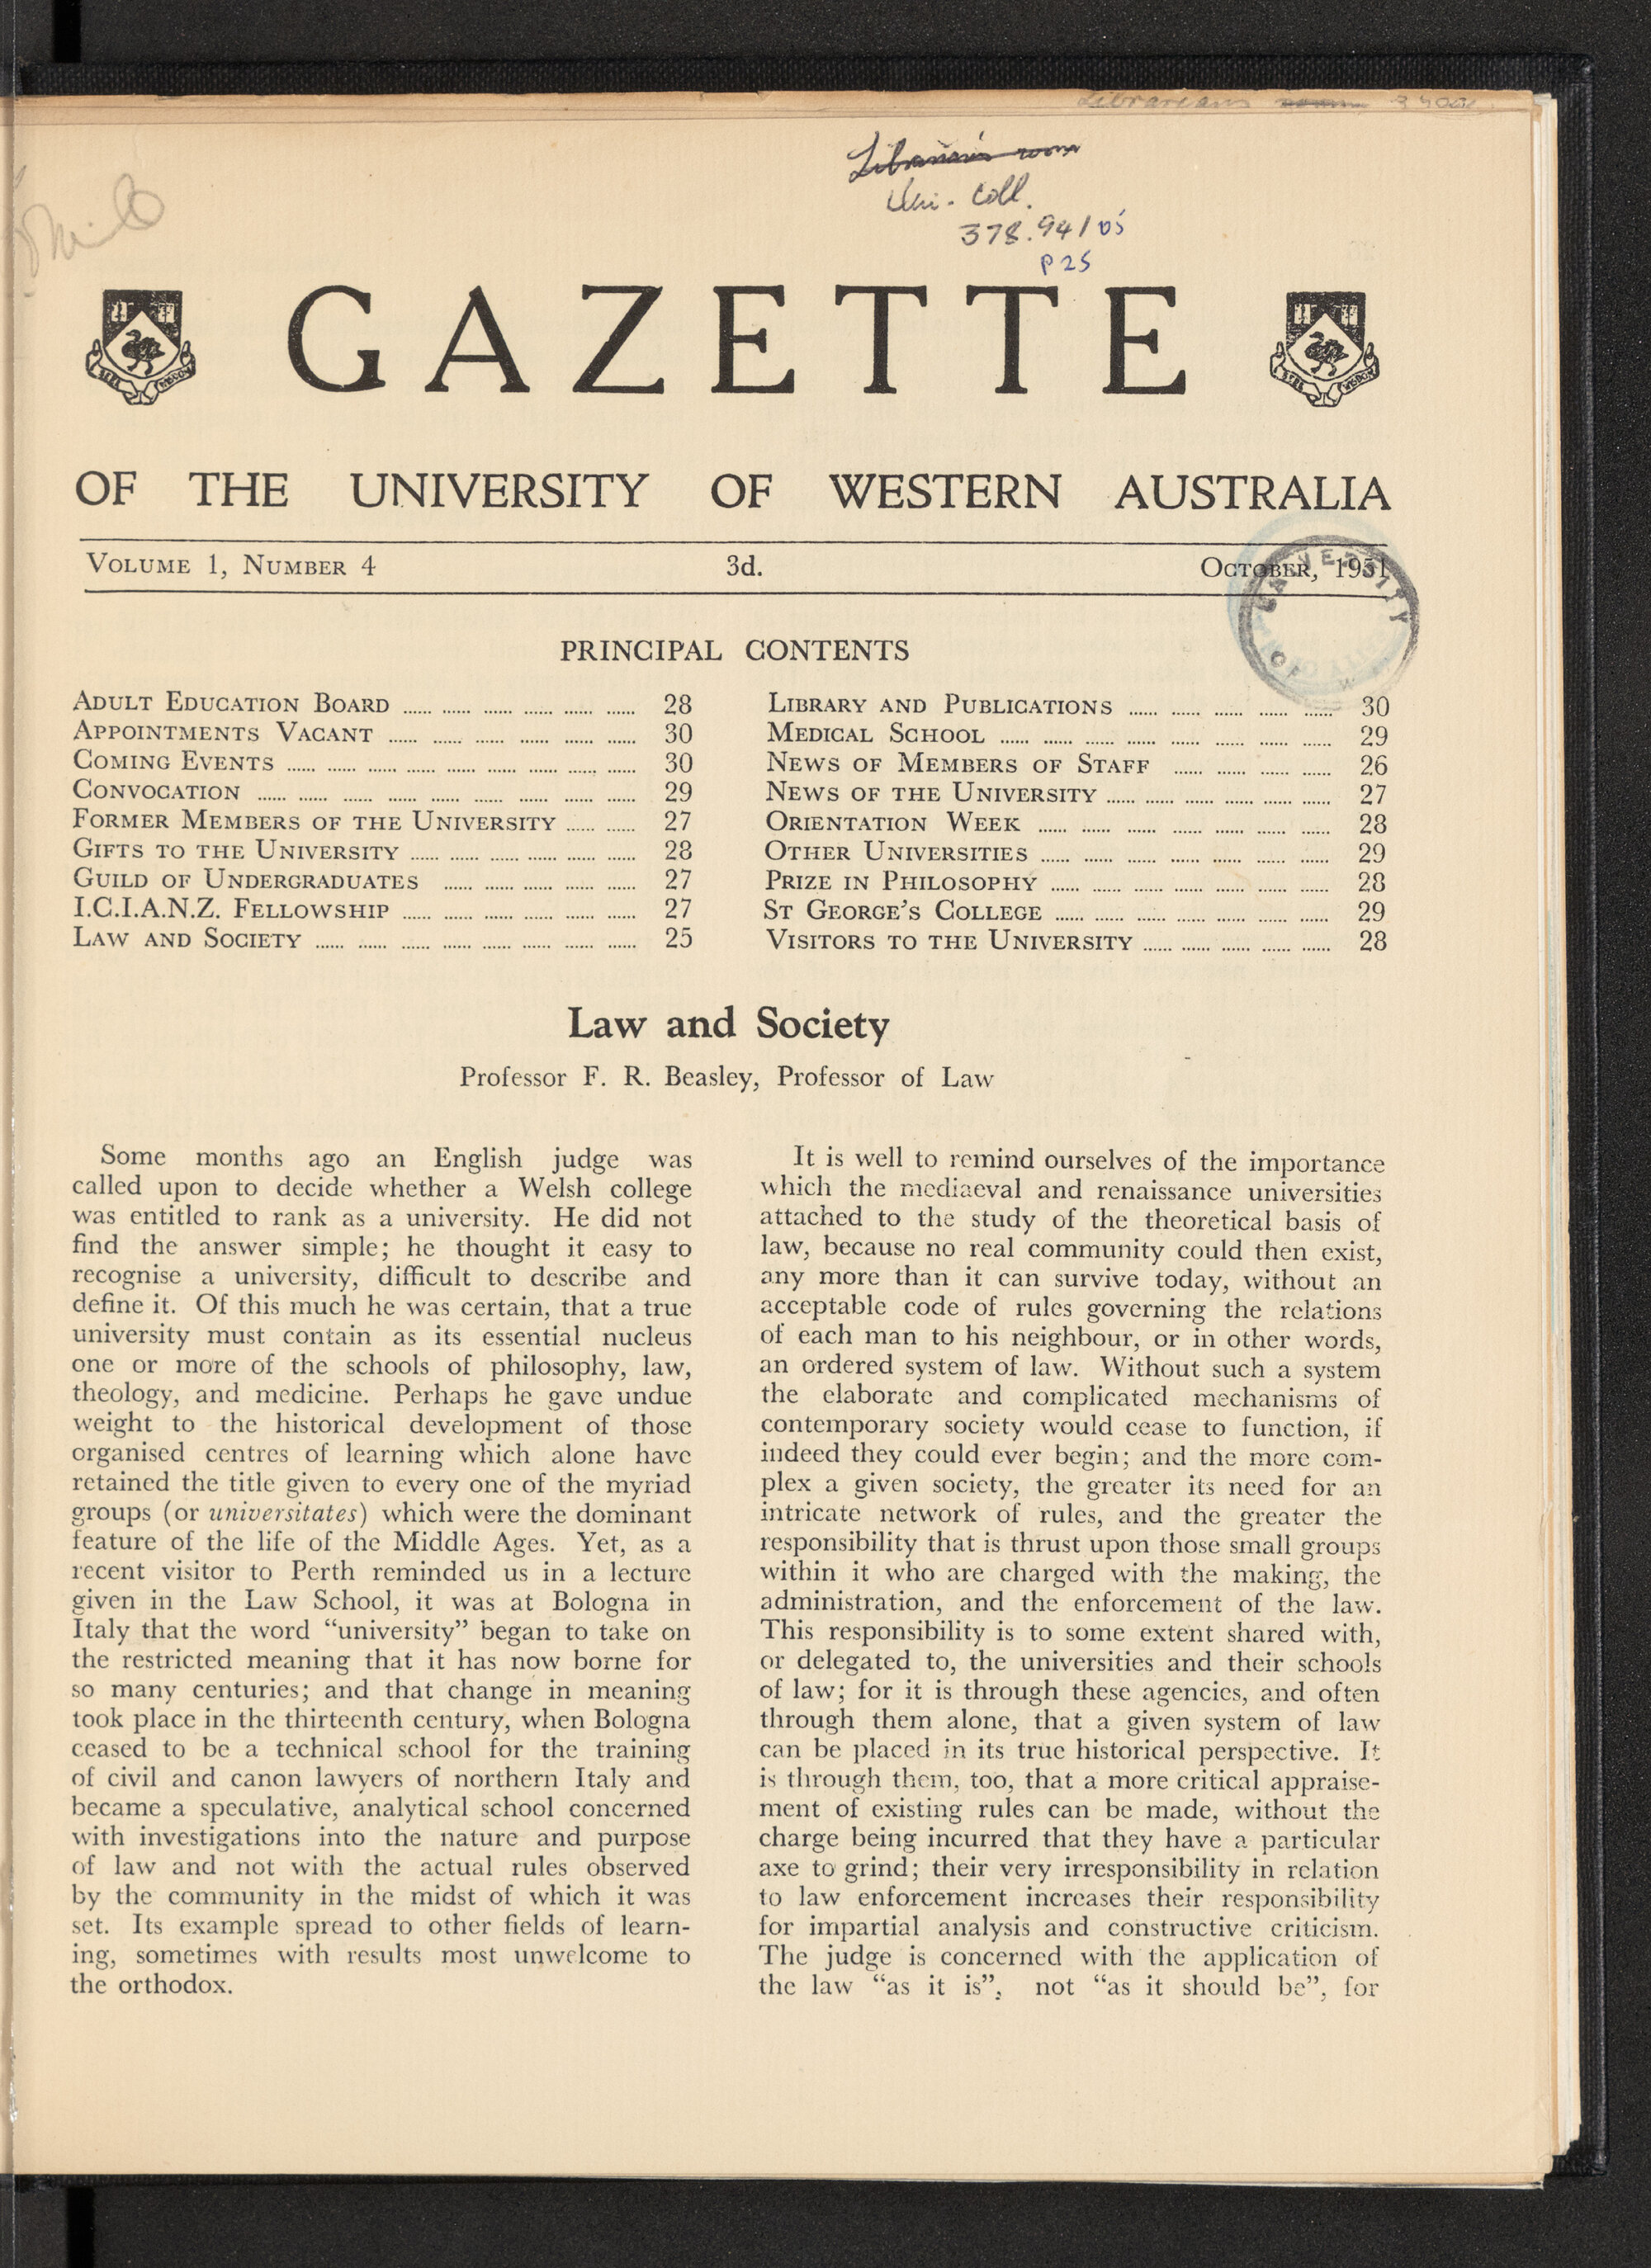 Librarian's room
Uni. Coll.
378.94105
P25
GAZETTE
SEEK WISDOM
SEEK WISDOM
OF THE UNIVERSITY OF WESTERN AUSTRALIA
VOLUME 1, NUMBER 4 3d. OCTOBER, 1951
UNIVERSITY OF W
PRINCIPAL CONTENTS
ADULT EDUCATION BOARD ...... 28
APPOINTMENTS VACANT ...... 30
COMING EVENTS ...... 30
CONVOCATION ...... 29
FORMER MEMBERS OF THE UNIVERSITY ...... 27
GIFTS TO THE UNIVERSITY ...... 28
GUILD OF UNDERGRADUATES ...... 27
I.C.I.A.N.Z. FELLOWSHIP ...... 27
LAW AND SOCIETY ...... 25
LIBRARY AND PUBLICATIONS ...... 30
MEDICAL SCHOOL ...... 29
NEWS OF MEMBERS OF STAFF ...... 26
NEWS OF THE UNIVERSITY ...... 27
ORIENTATION WEEK ...... 28
OTHER UNIVERSITIES ...... 29
PRIZE IN PHILOSOPHY ...... 28
ST GEORGE'S COLLEGE ...... 29
VISITORS TO THE UNIVERSITY ...... 28
Law and Society
Professor F. R. Beasley, Professor of Law
Some months ago an English judge was
called upon to decide whether a Welsh college
was entitled to rank as a university. He did not
find the answer simple; he thought it easy to
recognise a university, difficult to describe and
define it. Of this much he was certain, that a true
university must contain as its essential nucleus
one or more of the schools of philosophy, law,
theology, and medicine. Perhaps he gave undue
weight to the historical development of those
organised centres of learning which alone have
retained the title given to every one of the myriad
groups (or universitates) which were the dominant
feature of the life of the Middle Ages. Yet, as a
recent visitor to Perth reminded us in a lecture
given in the Law School, it was at Bologna in
Italy that the word “university” began to take on
the restricted meaning that it has now borne for
so many centuries; and that change in meaning
took place in the thirteenth century, when Bologna
ceased to be a technical school for the training
of civil and canon lawyers of northern Italy and
became a speculative, analytical school concerned
with investigations into the nature and purpose
of law and not with the actual rules observed
by the community in the midst of which it was
set. Its example spread to other fields of learn-
ing, sometimes with results most unwelcome to
the orthodox.
It is well to remind ourselves of the importance
which the mediaeval and renaissance universities
attached to the study of the theoretical basis of
law, because no real community could then exist,
any more than it can survive today, without an
acceptable code of rules governing the relations
of each man to his neighbour, or in other words,
an ordered system of law. Without such a system
the elaborate and complicated mechanisms of
contemporary society would cease to function, if
indeed they could ever begin; and the more com-
plex a given society, the greater its need for an
intricate network of rules, and the greater the
responsibility that is thrust upon those small groups
within it who are charged with the making, the
administration, and the enforcement of the law.
This responsibility is to some extent shared with,
or delegated to, the universities and their schools
of law; for it is through these agencies, and often
through them alone, that a given system of law
can be placed in its true historical perspective. It
is through them, too, that a more critical appraise-
ment of existing rules can be made, without the
charge being incurred that they have a particular
axe to grind; their very irresponsibility in relation
to law enforcement increases their responsibility
for impartial analysis and constructive criticism.
The judge is concerned with the application of
the law “as it is”, not “as it should be”, for